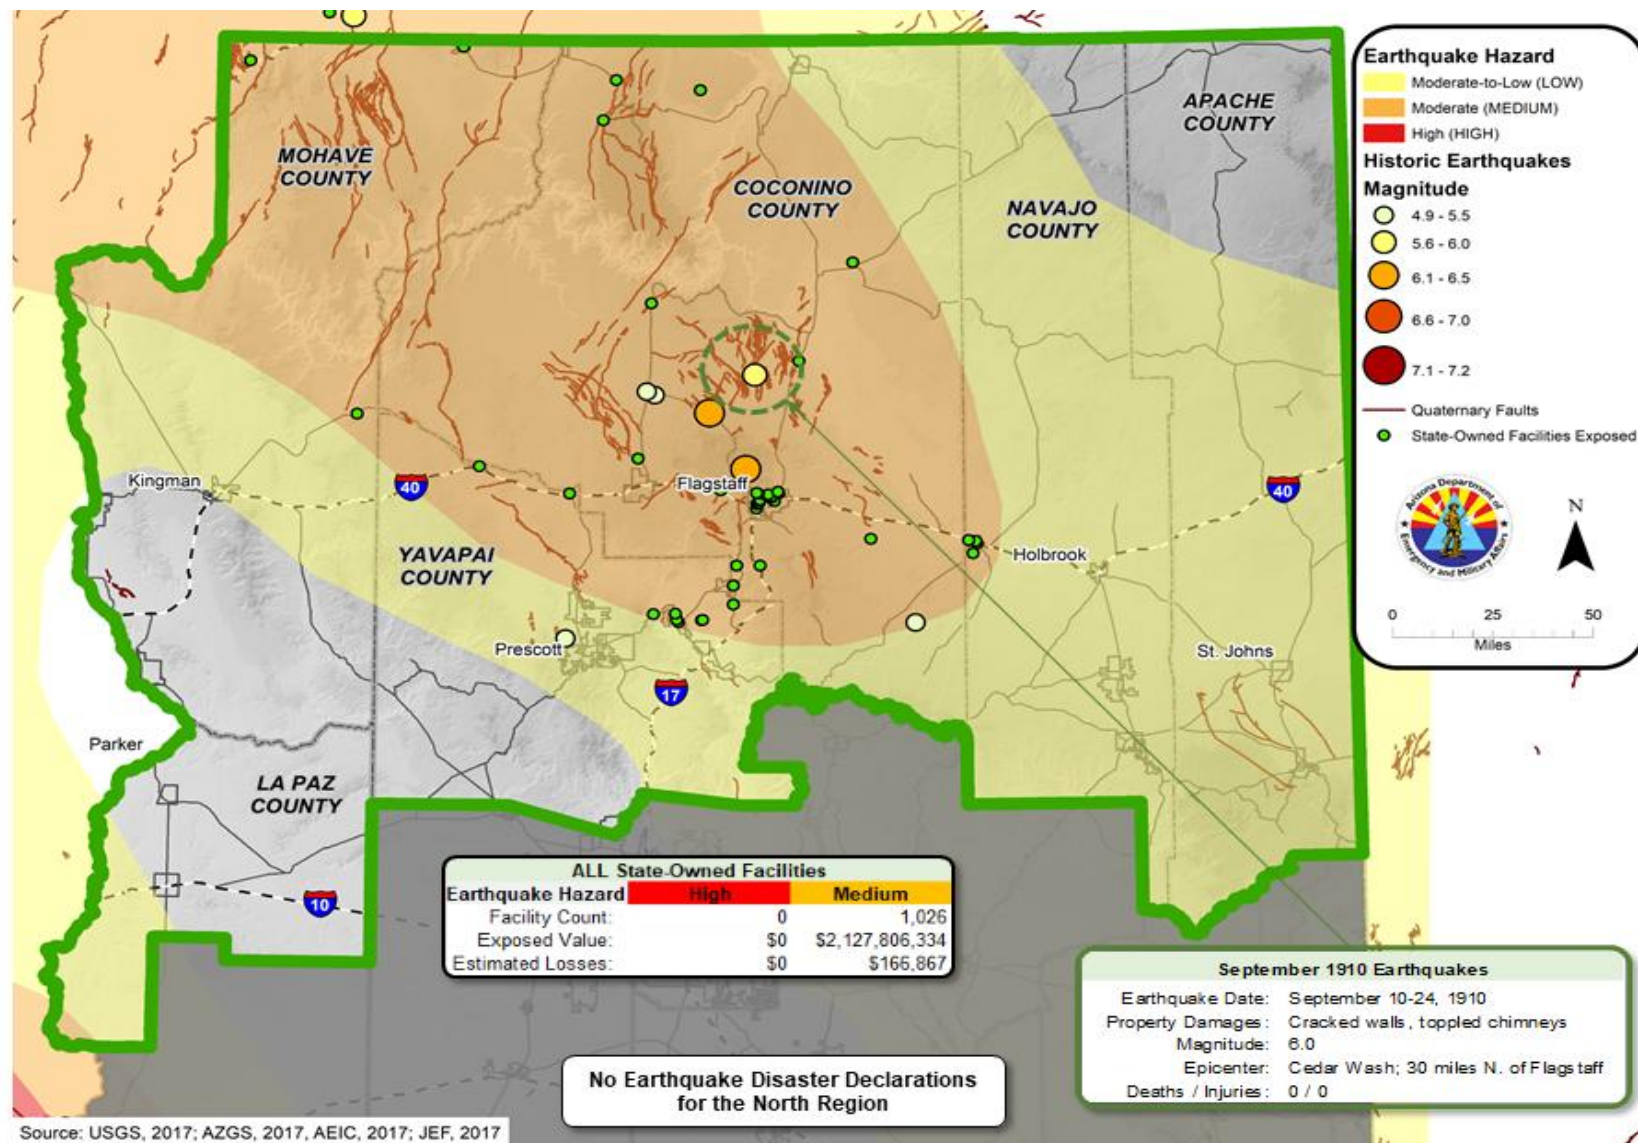 MOHAVE
COUNTY
COCONINO
COUNTY
NAVAJO
COUNTY
APACHE
COUNTY
Kingman
40
Flagstaff
40
YAVAPAI
COUNTY
Holbrook
Prescott
St. Johns
17
Parker
LA PAZ
COUNTY
10
Earthquake Hazard
Moderate-to-Low (LOW)
Moderate (MEDIUM)
High (HIGH)
Historic Earthquakes
Magnitude
4.9 - 5.5
5.6 - 6.0
6.1 - 6.5
6.6 - 7.0
7.1 - 7.2
Quaternary Faults
State-Owned Facilities Exposed
Arizona Department of
Emergency and Military Affairs
N
0 25 50
Miles
ALL State-Owned Facilities
Earthquake Hazard High Medium
Facility Count: 0 1,026
Exposed Value: $0 $2,127,806,334
Estimated Losses: $0 $166,867
September 1910 Earthquakes
Earthquake Date: September 10-24, 1910
Property Damages: Cracked walls, toppled chimneys
Magnitude: 6.0
Epicenter: Cedar Wash; 30 miles N. of Flagstaff
Deaths / Injuries: 0 / 0
No Earthquake Disaster Declarations
for the North Region
Source: USGS, 2017; AZGS, 2017, AEIC, 2017; JEF, 2017